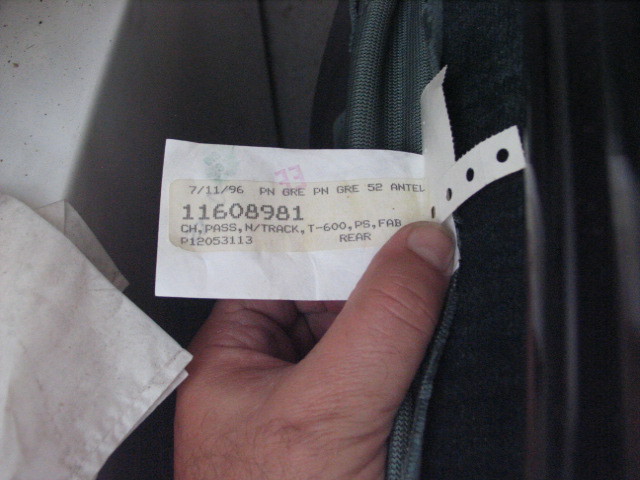 7/11/96 PN GRE PN GRE 52 ANTEL
11608981
CH,PASS,N/TRACK,T-600,PS,FAB
P12053113 REAR